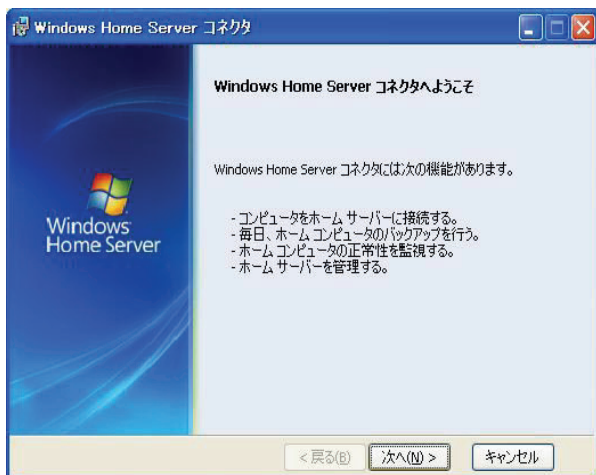 Windows Home Server コネクタ
Windows Home Server コネクタへようこそ
Windows Home Server コネクタには次の機能があります。
- コンピュータをホーム サーバーに接続する。
- 毎日、ホーム コンピュータのバックアップを行う。
- ホーム コンピュータの正常性を監視する。
- ホーム サーバーを管理する。
Windows
Home Server
< 戻る(B)
次へ(N) >
キャンセル